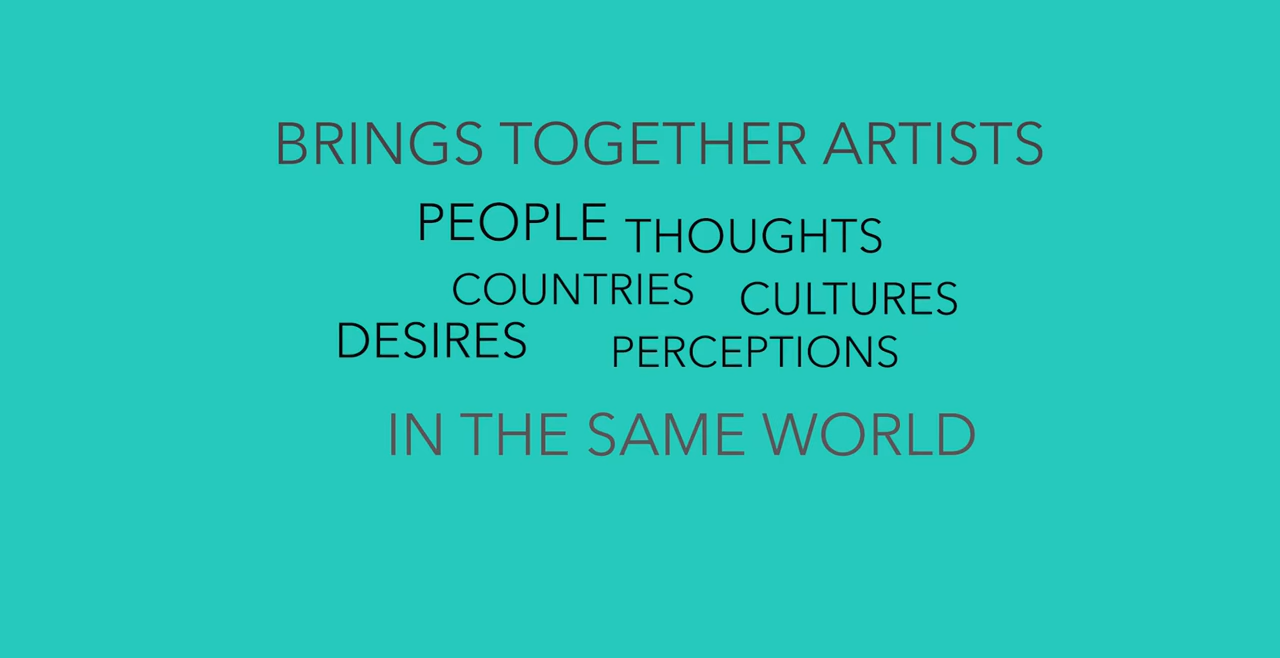 BRINGS TOGETHER ARTISTS
PEOPLE THOUGHTS
COUNTRIES CULTURES
DESIRES PERCEPTIONS
IN THE SAME WORLD